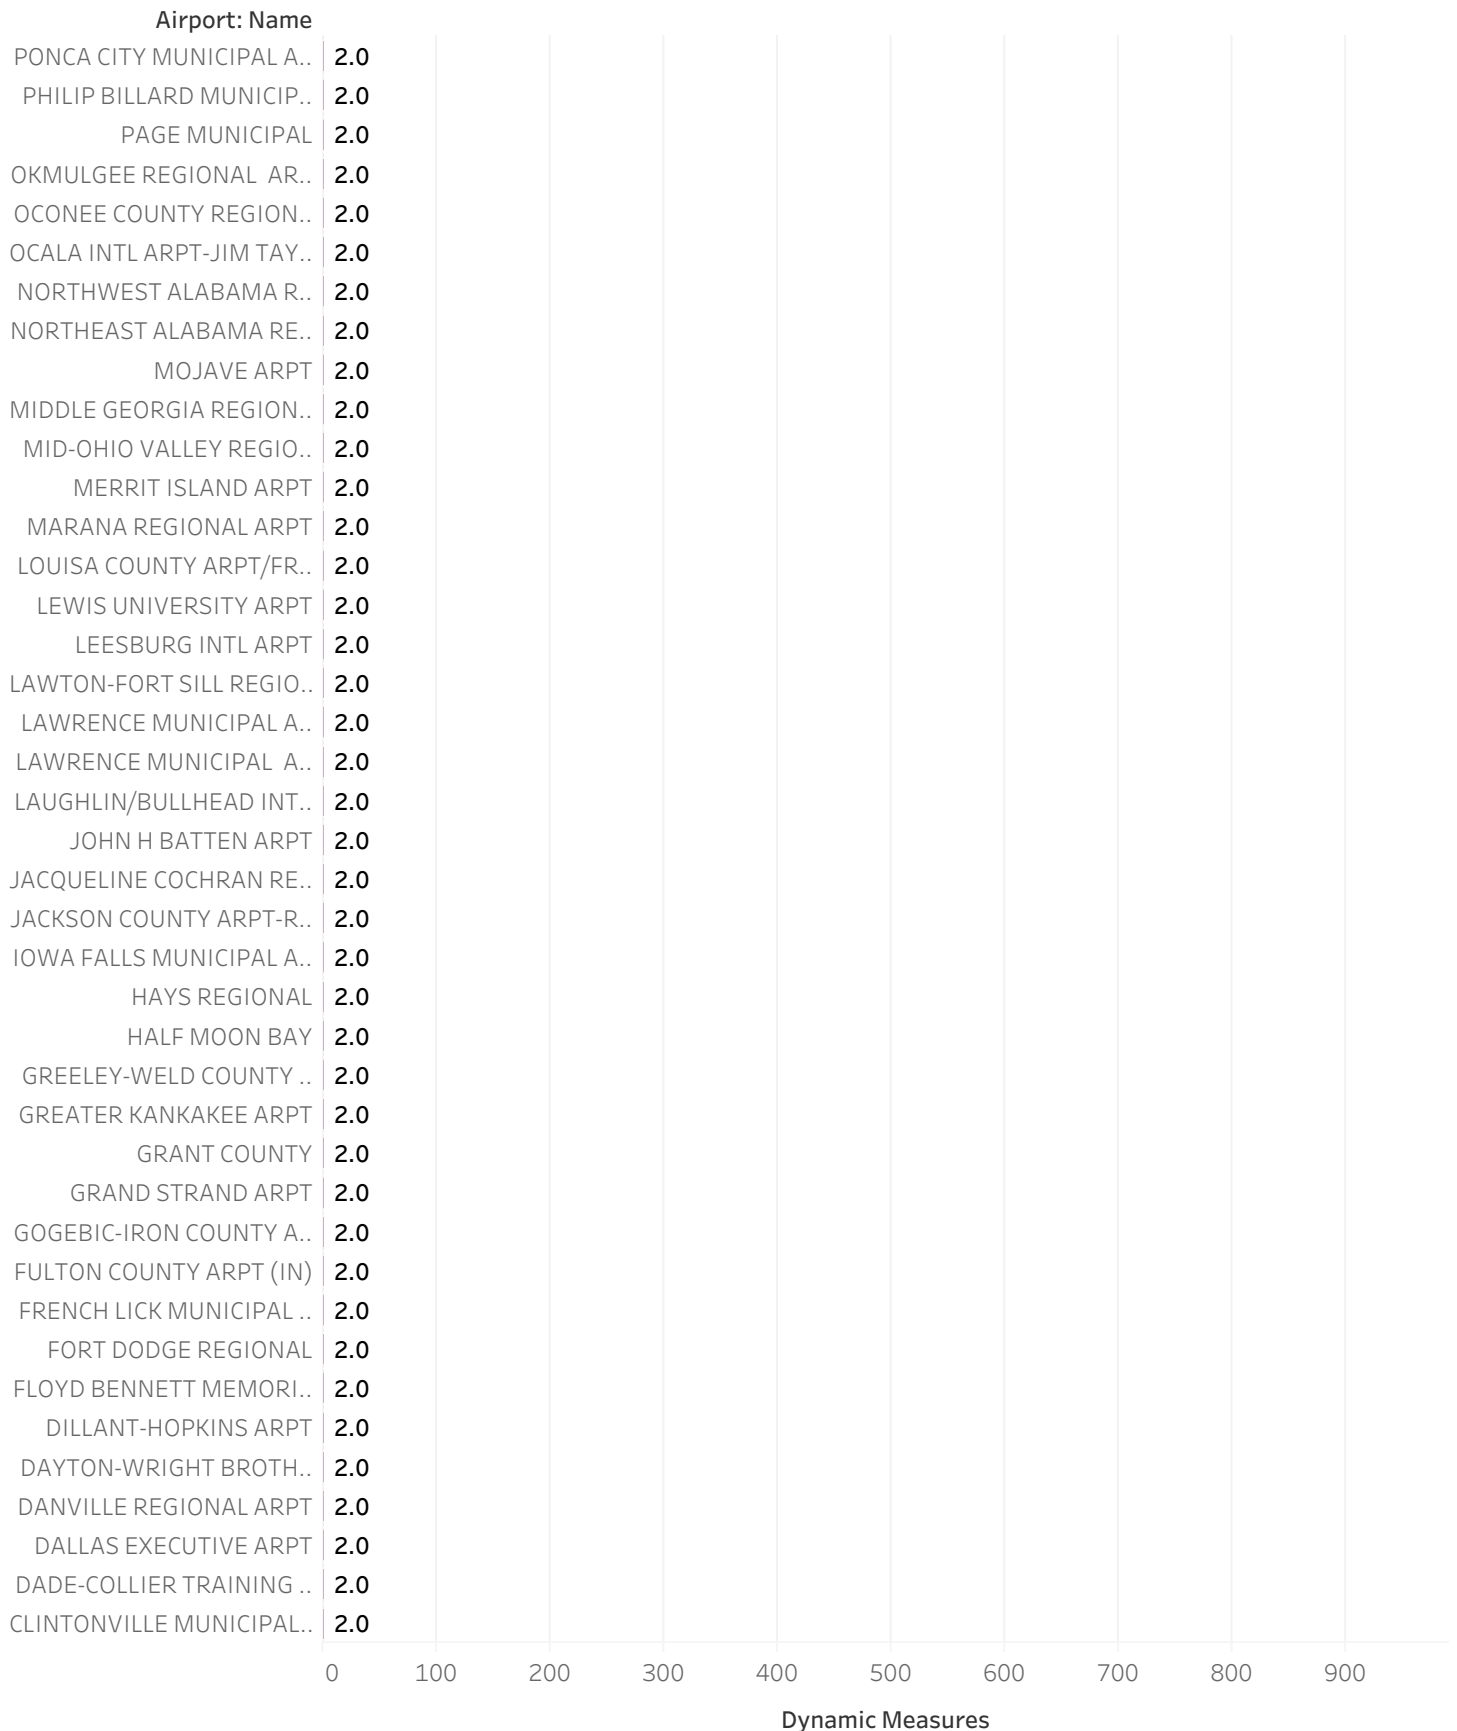 Airport: Name
PONCA CITY MUNICIPAL A.. 2.0
PHILIP BILLARD MUNICIP.. 2.0
PAGE MUNICIPAL 2.0
OKMULGEE REGIONAL  AR.. 2.0
OCONEE COUNTY REGION.. 2.0
OCALA INTL ARPT-JIM TAY.. 2.0
NORTHWEST ALABAMA R.. 2.0
NORTHEAST ALABAMA RE.. 2.0
MOJAVE ARPT 2.0
MIDDLE GEORGIA REGION.. 2.0
MID-OHIO VALLEY REGIO.. 2.0
MERRIT ISLAND ARPT 2.0
MARANA REGIONAL ARPT 2.0
LOUISA COUNTY ARPT/FR.. 2.0
LEWIS UNIVERSITY ARPT 2.0
LEESBURG INTL ARPT 2.0
LAWTON-FORT SILL REGIO.. 2.0
LAWRENCE MUNICIPAL A.. 2.0
LAWRENCE MUNICIPAL  A.. 2.0
LAUGHLIN/BULLHEAD INT.. 2.0
JOHN H BATTEN ARPT 2.0
JACQUELINE COCHRAN RE.. 2.0
JACKSON COUNTY ARPT-R.. 2.0
IOWA FALLS MUNICIPAL A.. 2.0
HAYS REGIONAL 2.0
HALF MOON BAY 2.0
GREELEY-WELD COUNTY .. 2.0
GREATER KANKAKEE ARPT 2.0
GRANT COUNTY 2.0
GRAND STRAND ARPT 2.0
GOGEBIC-IRON COUNTY A.. 2.0
FULTON COUNTY ARPT (IN) 2.0
FRENCH LICK MUNICIPAL .. 2.0
FORT DODGE REGIONAL 2.0
FLOYD BENNETT MEMORI.. 2.0
DILLANT-HOPKINS ARPT 2.0
DAYTON-WRIGHT BROTH.. 2.0
DANVILLE REGIONAL ARPT 2.0
DALLAS EXECUTIVE ARPT 2.0
DADE-COLLIER TRAINING .. 2.0
CLINTONVILLE MUNICIPAL.. 2.0
0 100 200 300 400 500 600 700 800 900
Dynamic Measures